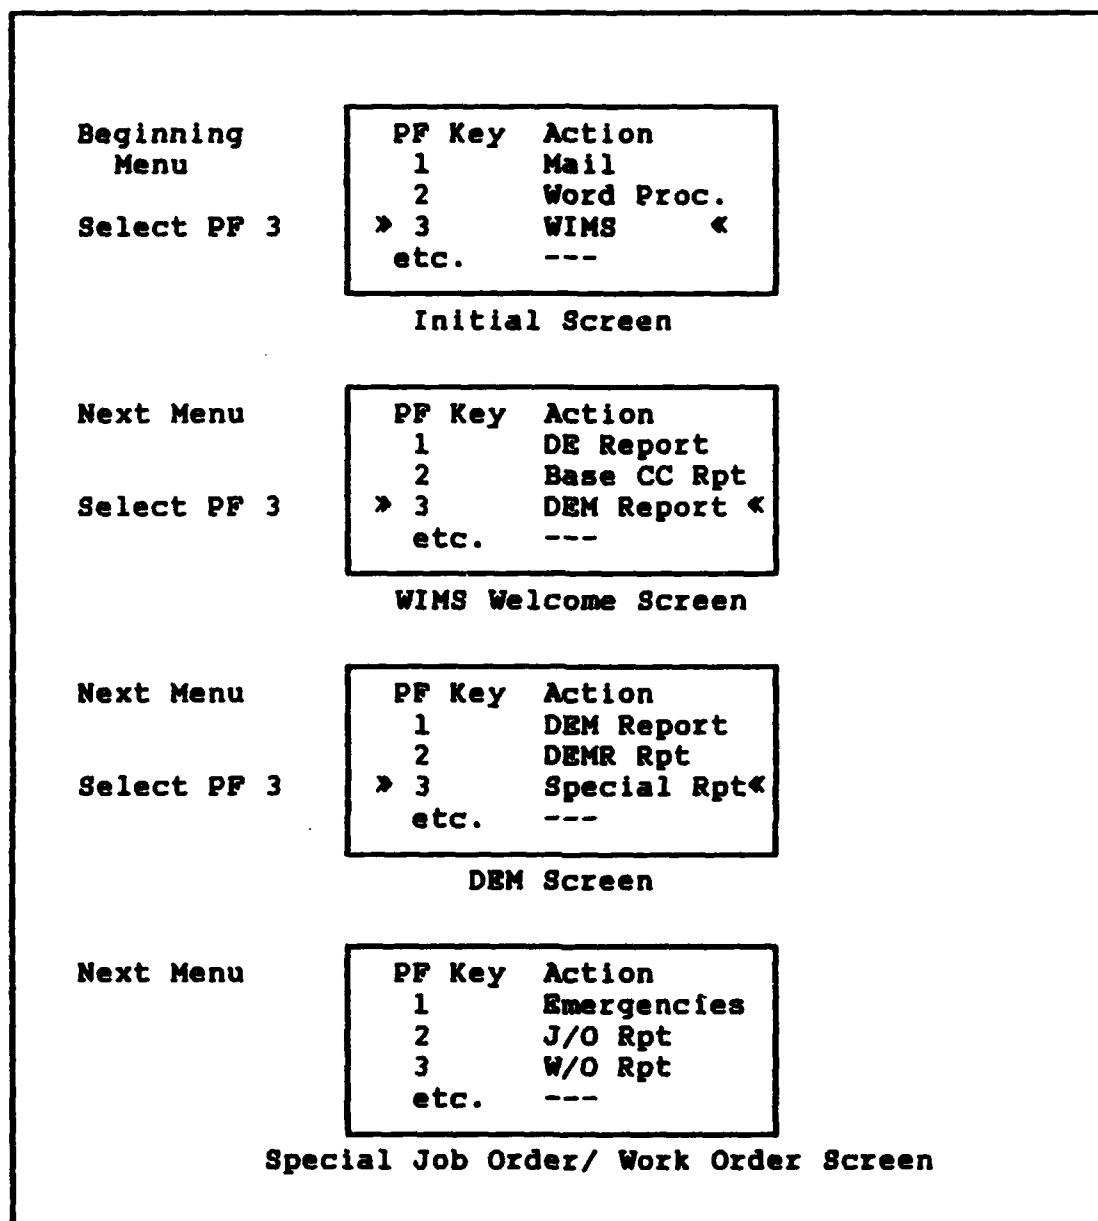 Beginning PF Key Action
Menu 1 Mail
2 Word Proc.
Select PF 3 » 3 WIMS «
etc. ---
Initial Screen
Next Menu PF Key Action
1 DE Report
2 Base CC Rpt
Select PF 3 » 3 DEM Report «
etc. ---
WIMS Welcome Screen
Next Menu PF Key Action
1 DEM Report
2 DEMR Rpt
Select PF 3 » 3 Special Rpt«
etc. ---
DEM Screen
Next Menu PF Key Action
1 Emergencies
2 J/O Rpt
3 W/O Rpt
etc. ---
Special Job Order/ Work Order Screen